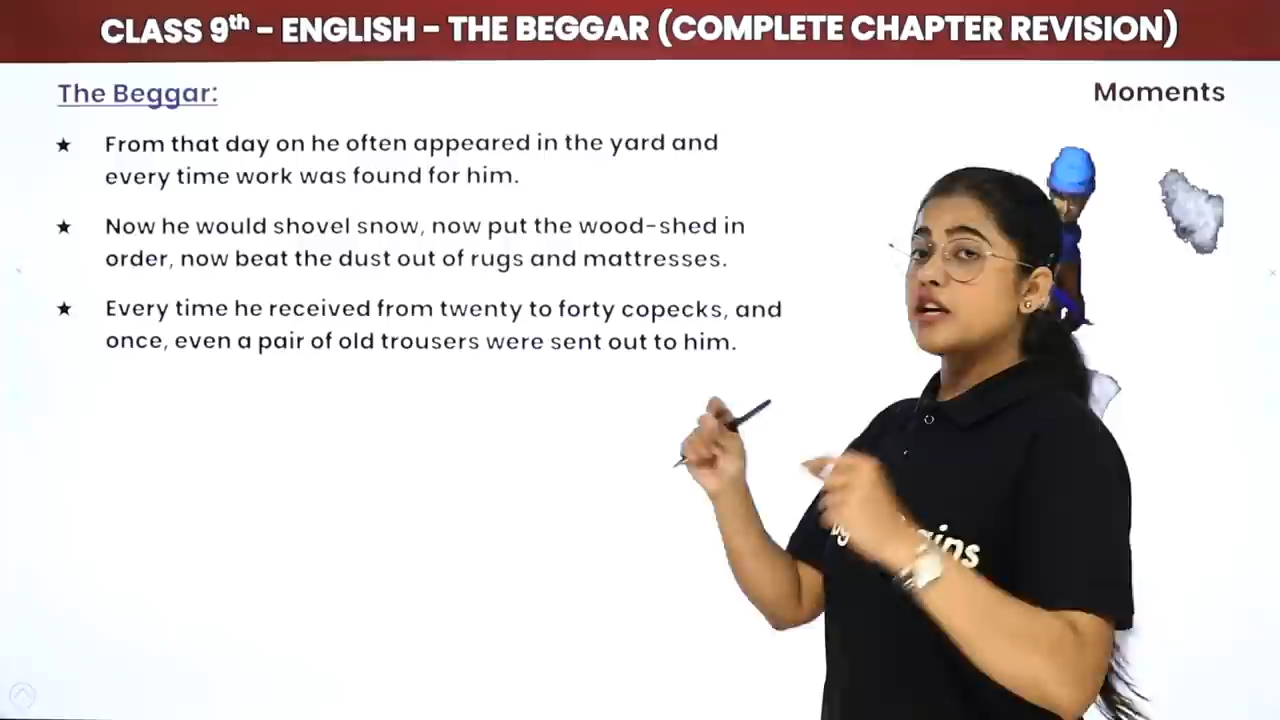 CLASS 9th – ENGLISH – THE BEGGAR (COMPLETE CHAPTER REVISION)
The Beggar:
Moments
★ From that day on he often appeared in the yard and
every time work was found for him.
★ Now he would shovel snow, now put the wood-shed in
order, now beat the dust out of rugs and mattresses.
★ Every time he received from twenty to forty copecks, and
once, even a pair of old trousers were sent out to him.